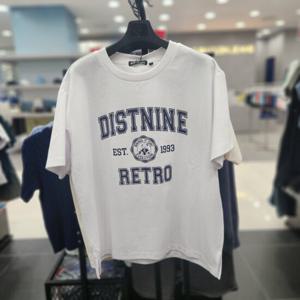 DISTNINE
EST. 1993
RETRO